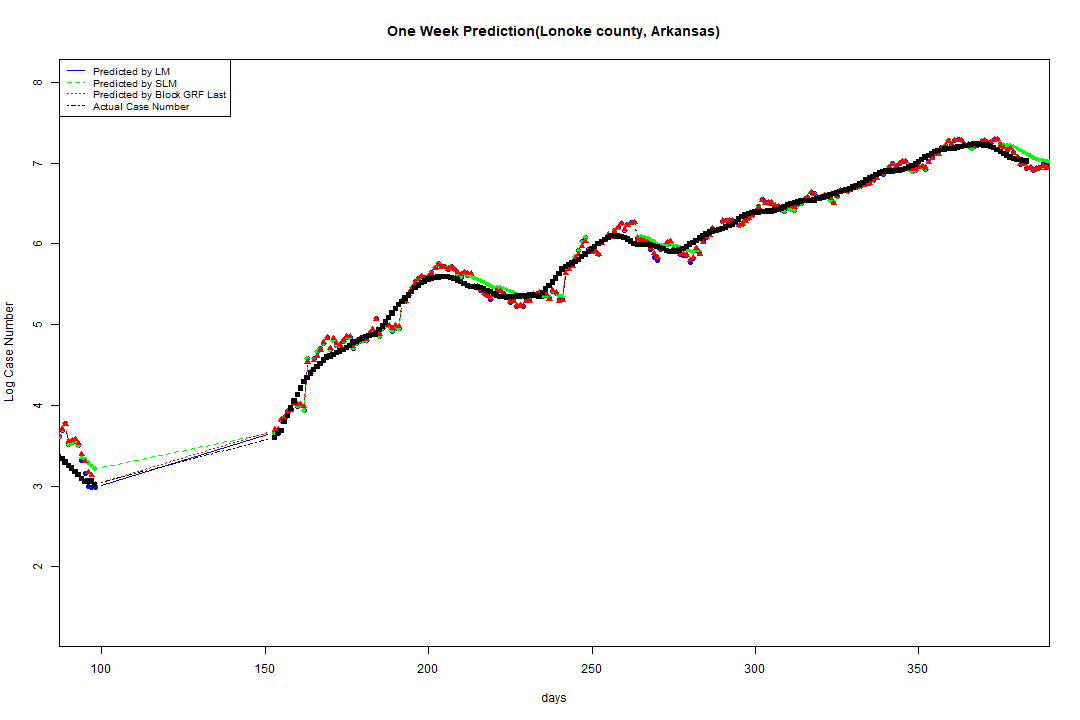 One Week Prediction(Lonoke county, Arkansas)
Predicted by LM
Predicted by SLM
Predicted by Block GRF Last
Actual Case Number
8
7
6
5
4
3
2
Log Case Number
100 150 200 250 300 350
days